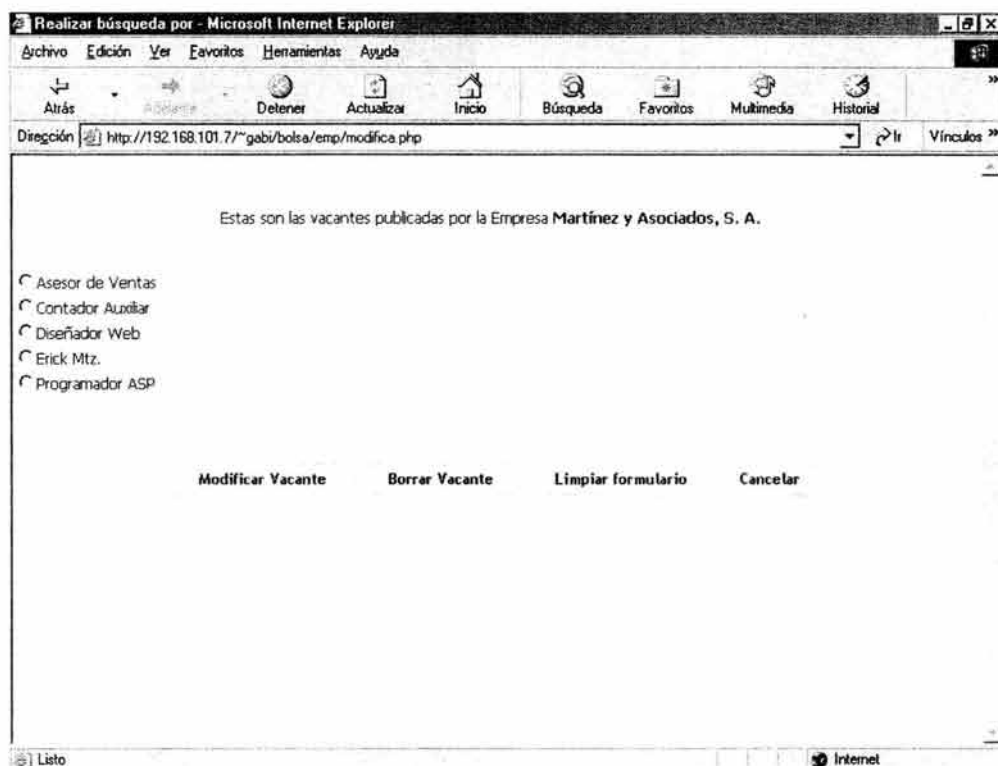 Realizar búsqueda por - Microsoft Internet Explorer
Archivo Edición Ver Favoritos Herramientas Ayuda
Atrás Adelante Detener Actualizar Inicio Búsqueda Favoritos Multimedia Historial »
Dirección http://192.168.101.7/~gabi/bolsa/emp/modifica.php Ir Vínculos »
Estas son las vacantes publicadas por la Empresa Martínez y Asociados, S. A.
Asesor de Ventas
Contador Auxiliar
Diseñador Web
Erick Mtz.
Programador ASP
Modificar Vacante Borrar Vacante Limpiar formulario Cancelar
Listo Internet